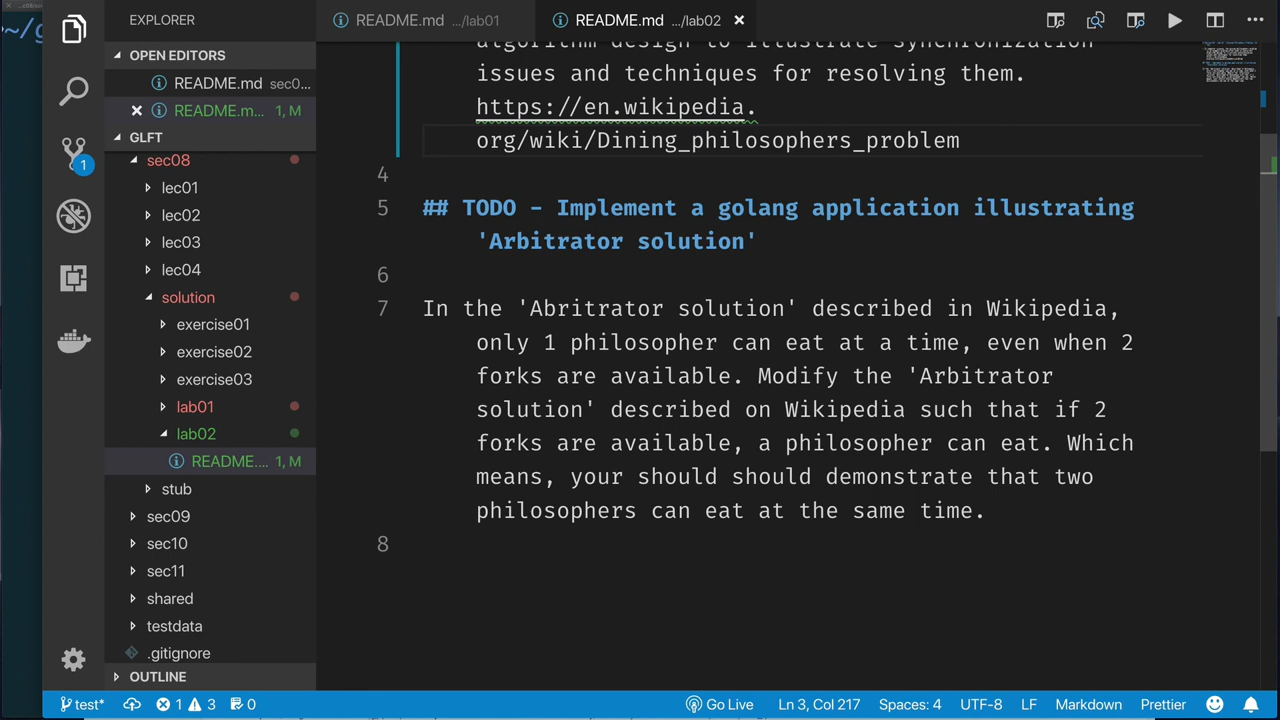 EXPLORER
README.md .../lab01
README.md .../lab02
OPEN EDITORS
README.md sec0...
README.m... 1, M
GLFT
sec08
lec01
lec02
lec03
lec04
solution
exercise01
exercise02
exercise03
lab01
lab02
README.... 1, M
stub
sec09
sec10
sec11
shared
testdata
.gitignore
OUTLINE
1
algorithm design to illustrate synchronization
issues and techniques for resolving them.
https://en.wikipedia.
org/wiki/Dining_philosophers_problem
4
5 ## TODO - Implement a golang application illustrating
'Arbitrator solution'
6
7 In the 'Abritrator solution' described in Wikipedia,
only 1 philosopher can eat at a time, even when 2
forks are available. Modify the 'Arbitrator
solution' described on Wikipedia such that if 2
forks are available, a philosopher can eat. Which
means, your should should demonstrate that two
philosophers can eat at the same time.
8
test* 1 3 0 Go Live Ln 3, Col 217 Spaces: 4 UTF-8 LF Markdown Prettier